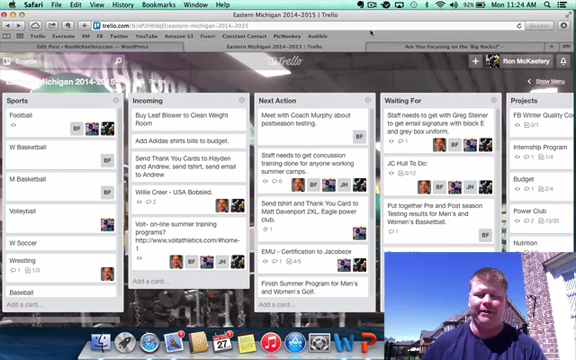 Safari File Edit View History Bookmarks Window Help
92% Mon 11:24 AM
Eastern Michigan 2014–2015 | Trello
trello.com
eastern-michigan-2014-2015
Reader
Evernote Buffer Amazon S3 Fiverr Constant Contact PicMonkey Audible
Edit Post ‹ RonMcKeefery.com — WordPress
Eastern Michigan 2014–2015 | Trello
Are You Focusing on the "Big Rocks"?
Boards
Trello
Ron McKeefery
Eastern Michigan 2014-2015
Show Menu
Sports
Football
BF
W Basketball
BF
M Basketball
BF
Volleyball
W Soccer
Wrestling
1 1/3
Baseball
Add a card...
Incoming
Buy Leaf Blower to Clean Weight
Room
Add Adidas shirts bills to budget.
Send Thank You Cards to Hayden
and Andrew, send tshirt, send
email to Andrew
Willie Creer - USA Bobsled.
2
Volt- on-line summer training
programs?
http://www.voltathletics.com/#home-
1
BF JH
Add a card...
Next Action
Meet with Coach Murphy about
postseason testing.
BF
Staff needs to get concussion
training done for anyone working
summer camps.
6
BF JH
Send tshirt and Thank You Card to
Matt Davenport 2XL. Eagle power
club.
1
EMU - Certification to Jacobeze
1 4/5
Finish Summer Program for Men's
and Women's Golf.
Add a card...
Waiting For
Staff needs to get with Greg Steiner
to get email signature with block E
and grey box uniform.
1
BF
JC Hull To Do:
0/12
BF JH
Put together Pre and Post season
Testing results for Men's and
Women's Basketball.
BF
1
Projects
FB Winter Quality Co
0/1
Internship Program
1/4
Budget
2/4
Power Club
2 13/35
Nutrition